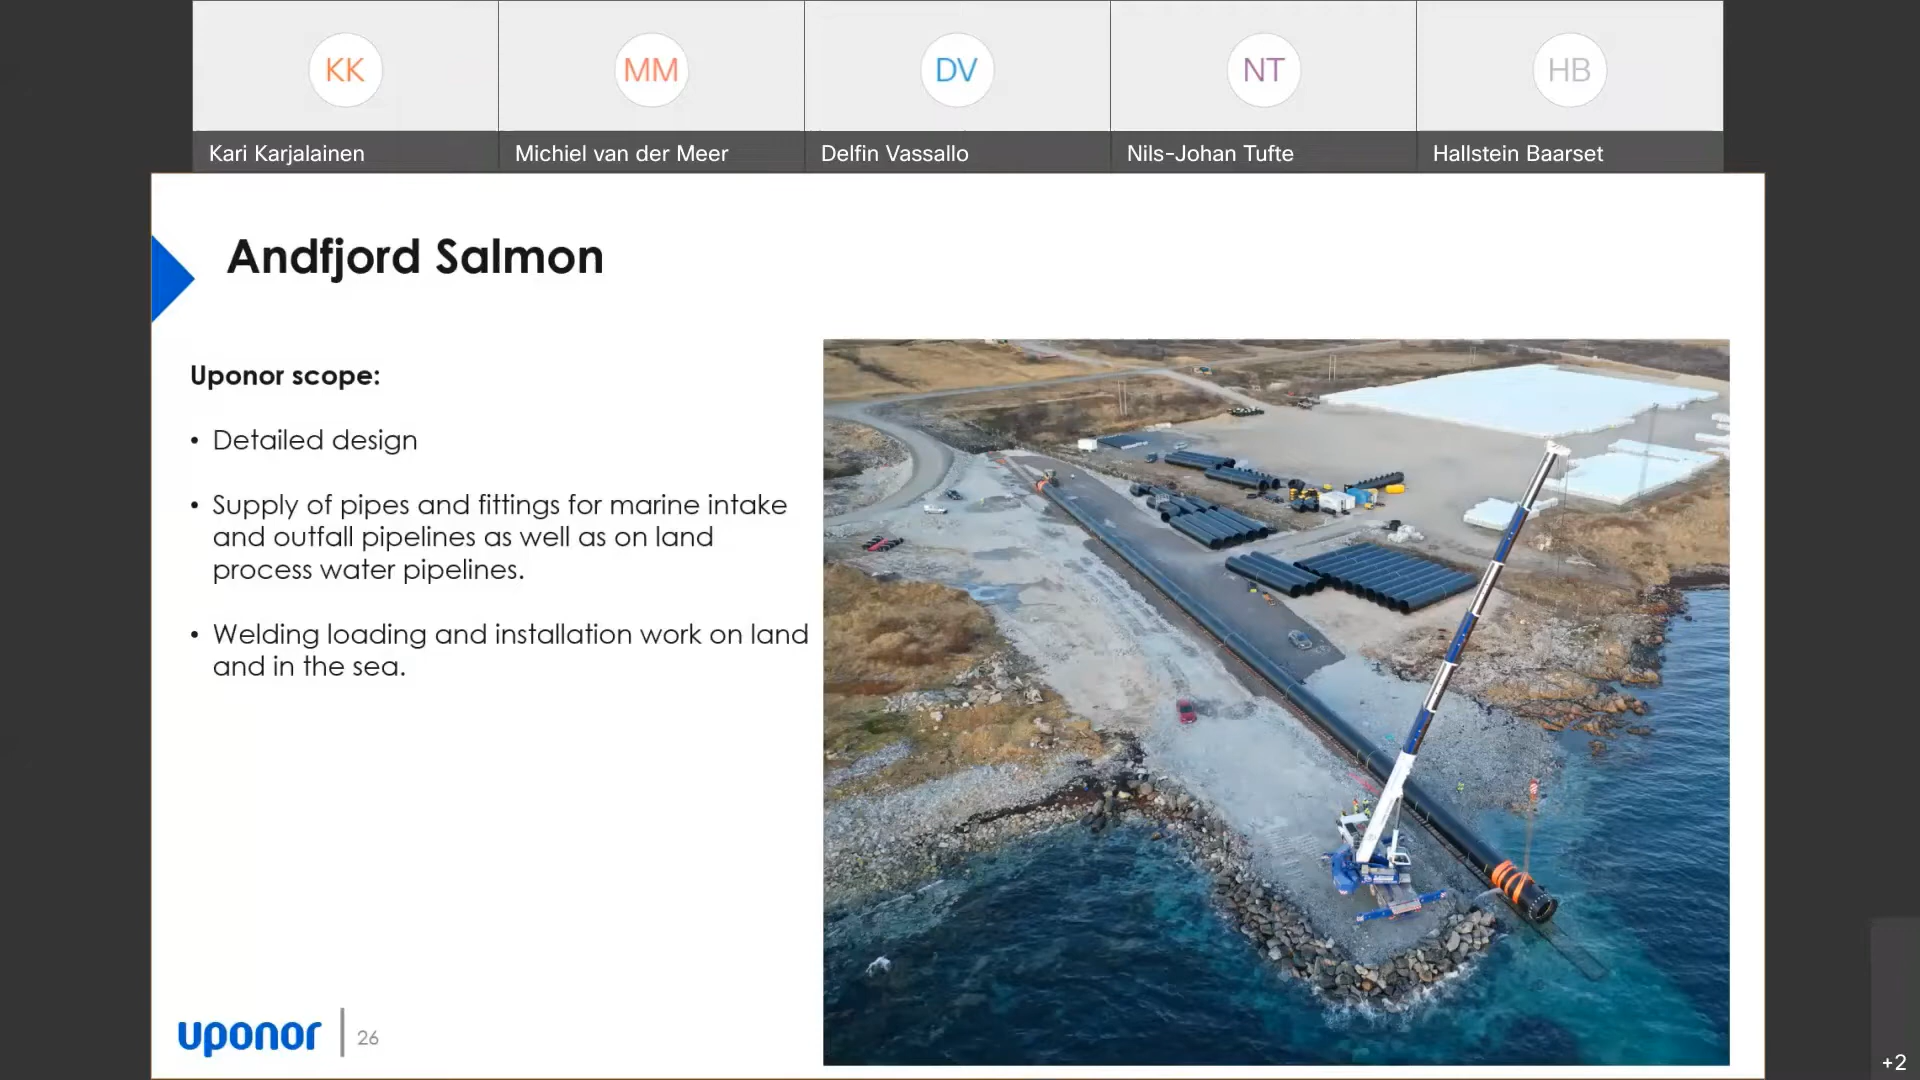 KK
MM
DV
NT
HB
Kari Karjalainen
Michiel van der Meer
Delfin Vassallo
Nils-Johan Tufte
Hallstein Baarset
Andfjord Salmon
Uponor scope:
• Detailed design
• Supply of pipes and fittings for marine intake
and outfall pipelines as well as on land
process water pipelines.
• Welding loading and installation work on land
and in the sea.
uponor
26
+2